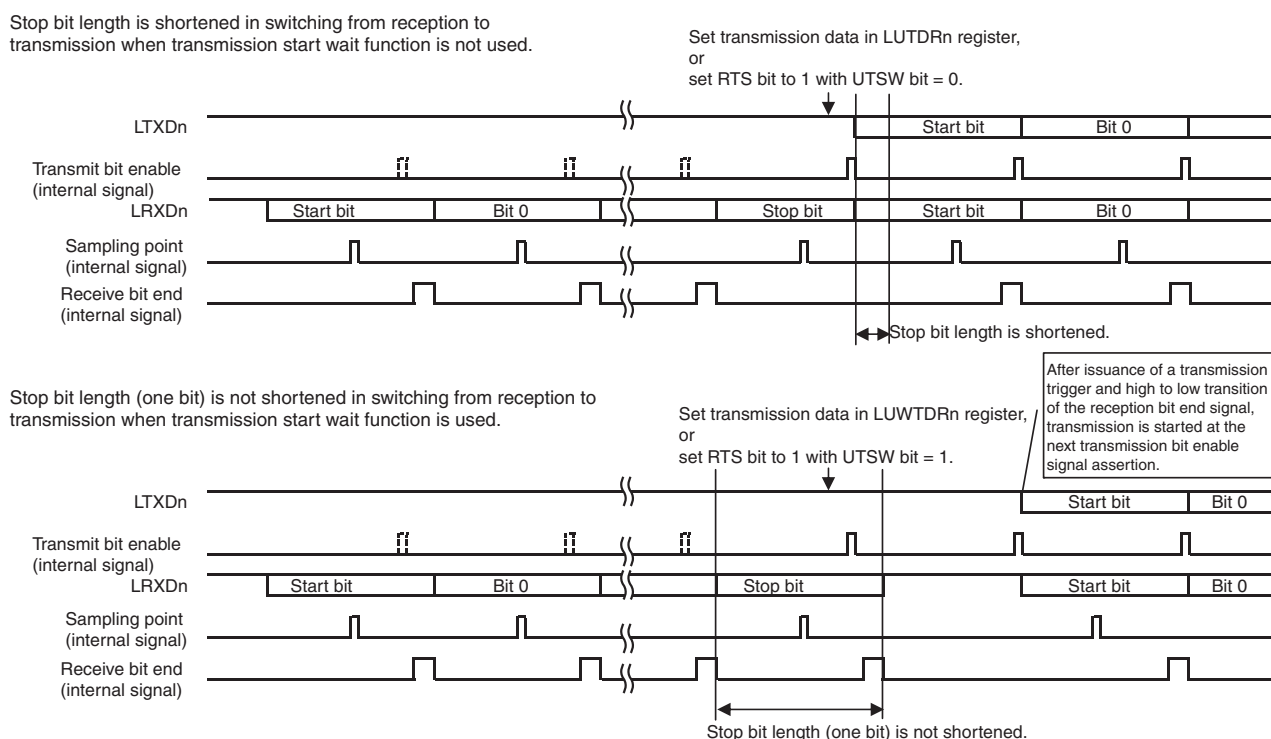 Stop bit length is shortened in switching from reception to
transmission when transmission start wait function is not used.
Set transmission data in LUTDRn register,
or
set RTS bit to 1 with UTSW bit = 0.
LTXDn
Start bit
Bit 0
Transmit bit enable
(internal signal)
LRXDn
Start bit
Bit 0
Stop bit
Start bit
Bit 0
Sampling point
(internal signal)
Receive bit end
(internal signal)
Stop bit length is shortened.
After issuance of a transmission
trigger and high to low transition
of the reception bit end signal,
transmission is started at the
next transmission bit enable
signal assertion.
Stop bit length (one bit) is not shortened in switching from reception to
transmission when transmission start wait function is used.
Set transmission data in LUWTDRn register,
or
set RTS bit to 1 with UTSW bit = 1.
LTXDn
Start bit
Bit 0
Transmit bit enable
(internal signal)
LRXDn
Start bit
Bit 0
Stop bit
Start bit
Bit 0
Sampling point
(internal signal)
Receive bit end
(internal signal)
Stop bit length (one bit) is not shortened.